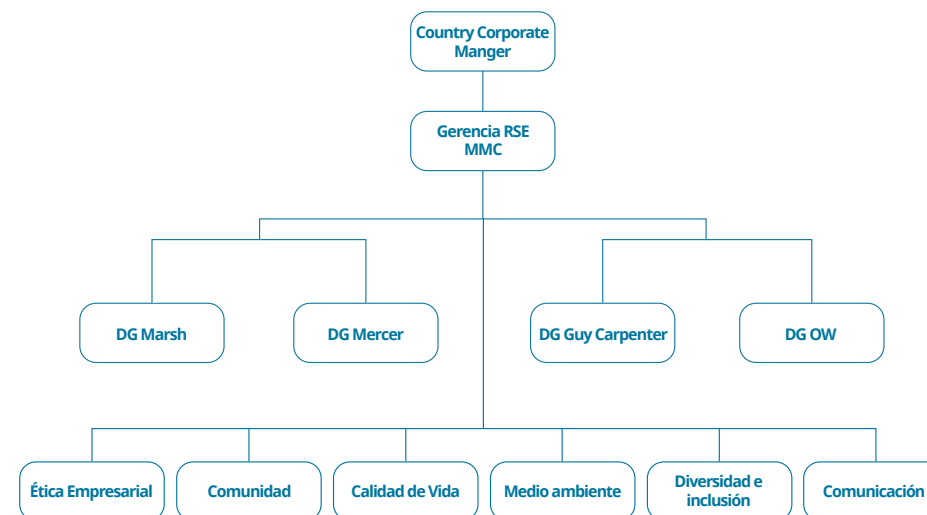 Country Corporate
Manger
Gerencia RSE
MMC
DG Marsh
DG Mercer
DG Guy Carpenter
DG OW
Ética Empresarial
Comunidad
Calidad de Vida
Medio ambiente
Diversidad e
inclusión
Comunicación